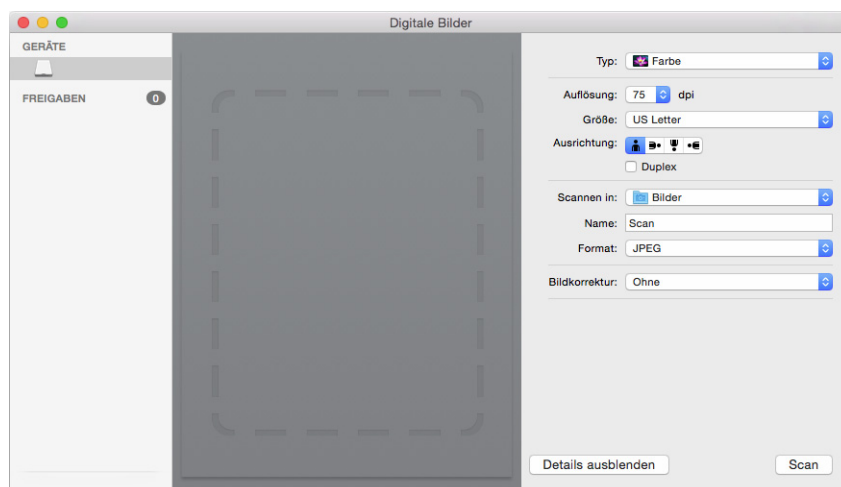 Digitale Bilder
GERÄTE
FREIGABEN 0
Typ: Farbe
Auflösung: 75 dpi
Größe: US Letter
Ausrichtung:
Duplex
Scannen in: Bilder
Name: Scan
Format: JPEG
Bildkorrektur: Ohne
Details ausblenden Scan